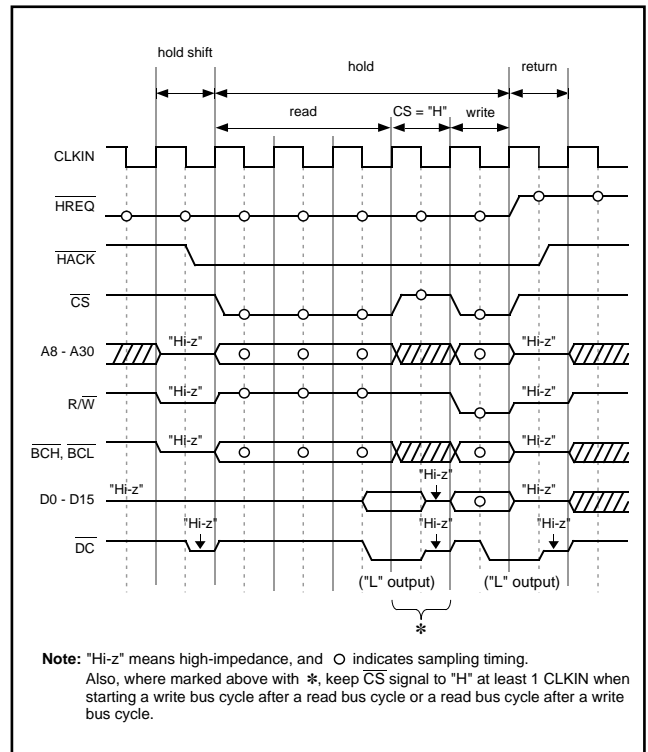 hold shift
hold
return
read
CS = "H"
write
CLKIN
HREQ
HACK
CS
A8 - A30
"Hi-z"
"Hi-z"
R/W
"Hi-z"
"Hi-z"
BCH, BCL
"Hi-z"
"Hi-z"
"Hi-z"
D0 - D15
"Hi-z"
"Hi-z"
DC
"Hi-z"
"Hi-z"
"Hi-z"
("L" output)
("L" output)
*
Note: "Hi-z" means high-impedance, and ○ indicates sampling timing.
Also, where marked above with *, keep CS signal to "H" at least 1 CLKIN when
starting a write bus cycle after a read bus cycle or a read bus cycle after a write
bus cycle.